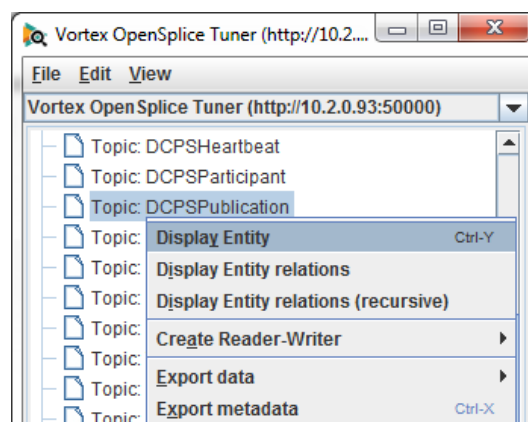 Vortex OpenSplice Tuner (http://10.2....
File Edit View
Vortex OpenSplice Tuner (http://10.2.0.93:50000)
Topic: DCPSHeartbeat
Topic: DCPSParticipant
Topic: DCPSPublication
Topic: Display Entity Ctrl-Y
Topic: Display Entity relations
Topic: Display Entity relations (recursive)
Topic: Create Reader-Writer
Topic:
Topic: Export data
Topic: Export metadata Ctrl-X